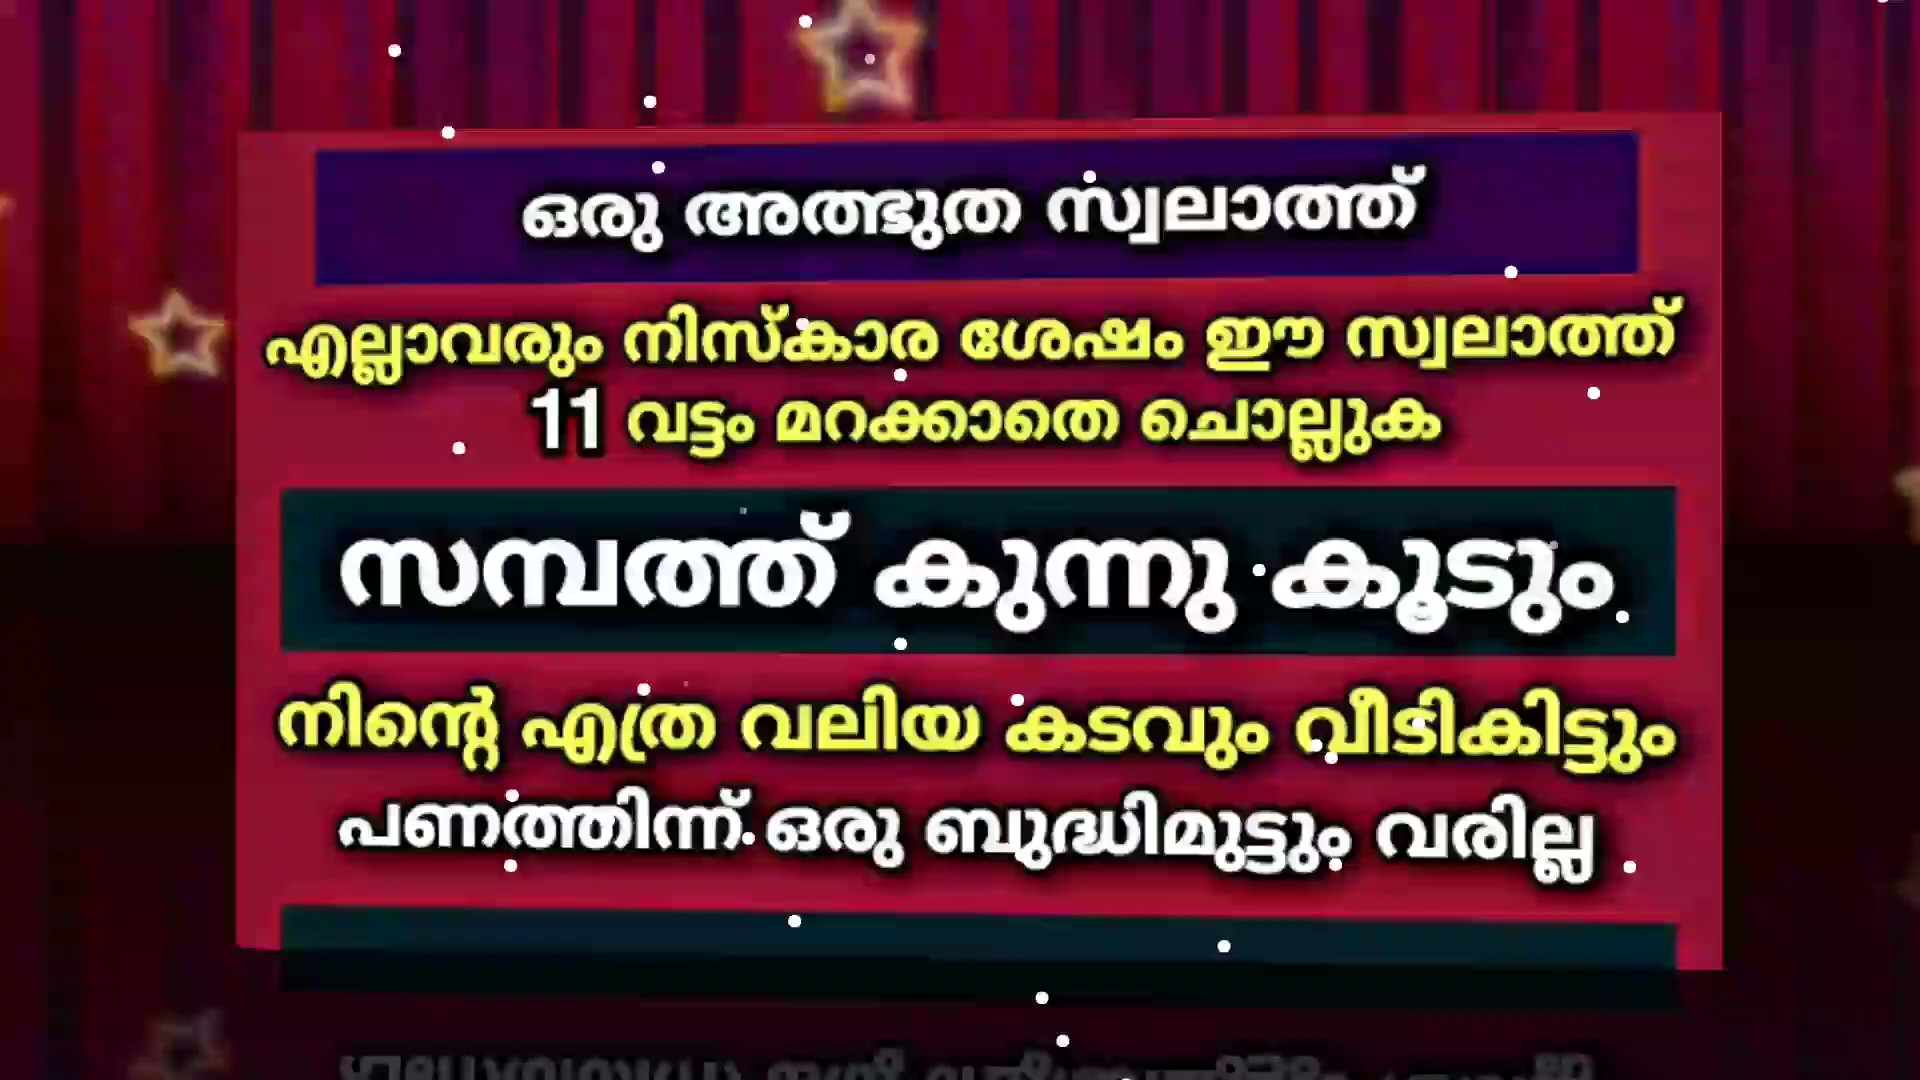 ഒരു അത്ഭുത സ്വലാത്ത്
എല്ലാവരും നിസ്കാര ശേഷം ഈ സ്വലാത്ത്
11 വട്ടം മറക്കാതെ ചൊല്ലുക
സമ്പത്ത് കുന്നു കൂടും
നിന്റെ എത്ര വലിയ കടവും വീടികിട്ടും
പണത്തിന്ന് ഒരു ബുദ്ധിമുട്ടും വരില്ല